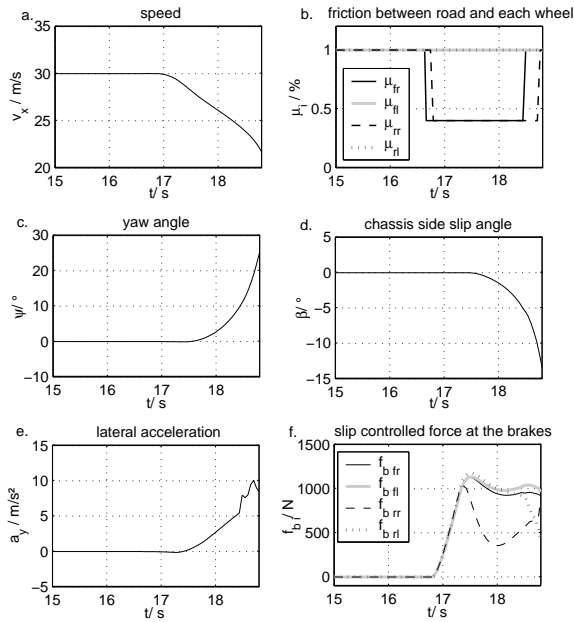 a. speed
v_x / m/s
30
25
20
15 16 17 18
t/ s
b. friction between road and each wheel
μ_i / %
1
0.5
0
μ_fr
μ_fl
μ_rr
μ_rl
15 16 17 18
t/ s
c. yaw angle
ψ/ °
30
20
10
0
−10
15 16 17 18
t/ s
d. chassis side slip angle
β/ °
5
0
−5
−10
−15
15 16 17 18
t/ s
e. lateral acceleration
a_y / m/s²
15
10
5
0
−5
15 16 17 18
t/ s
f. slip controlled force at the brakes
f_b i / N
1500
1000
500
0
f_b fr
f_b fl
f_b rr
f_b rl
15 16 17 18
t/ s